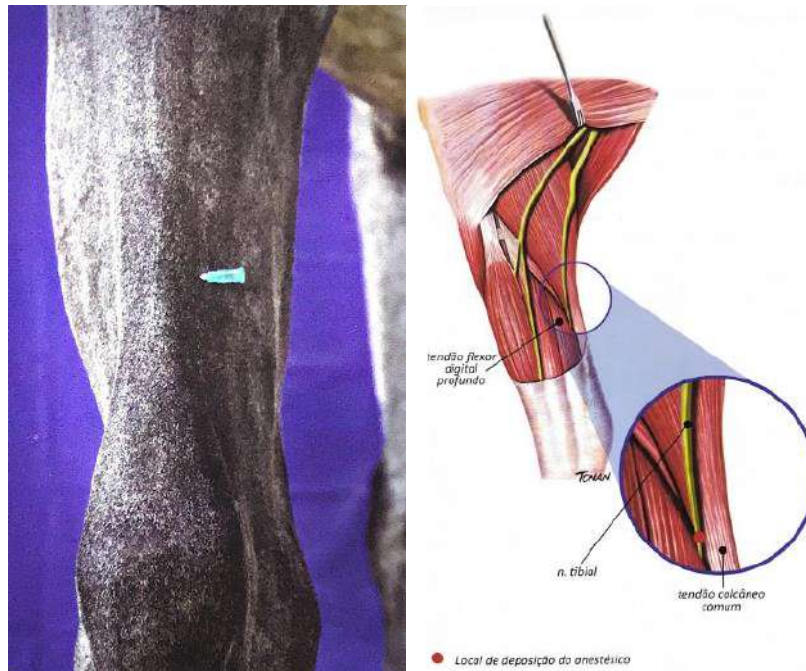 tendão flexor
digital
profundo
TOMAN
n. tibial
tendão calcâneo
comum
Local de deposição do anestésico